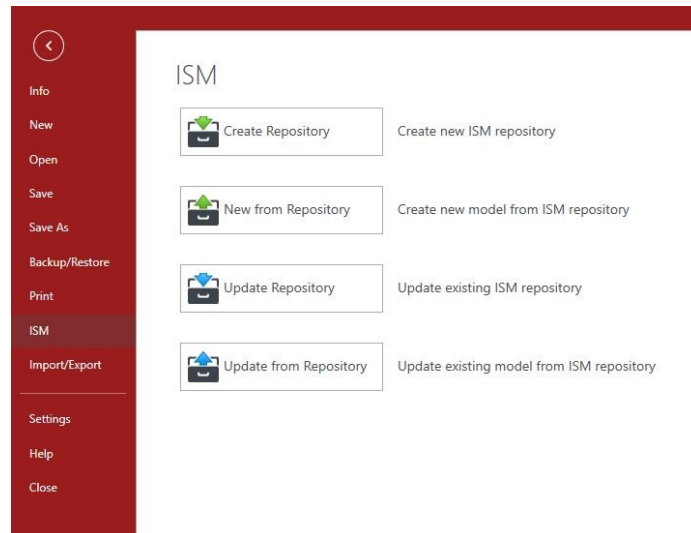 Info
New
Open
Save
Save As
Backup/Restore
Print
ISM
Import/Export
Settings
Help
Close
ISM
Create Repository Create new ISM repository
New from Repository Create new model from ISM repository
Update Repository Update existing ISM repository
Update from Repository Update existing model from ISM repository